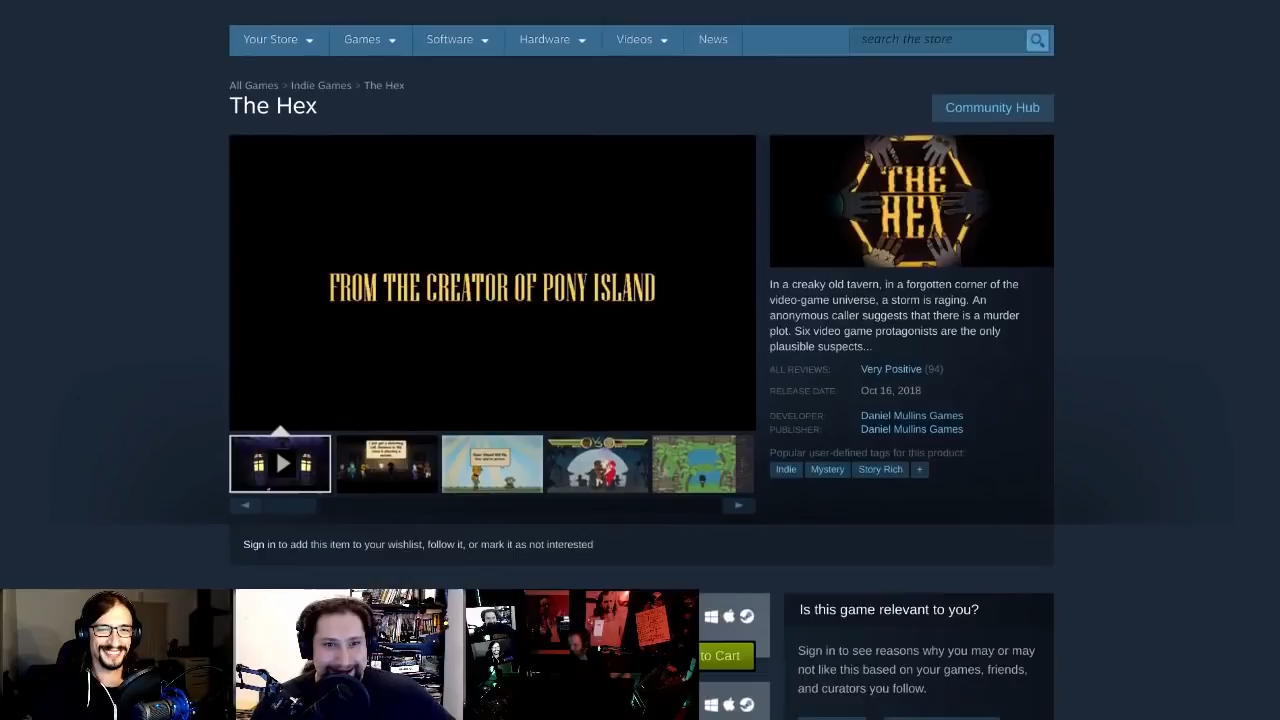 Your Store
Games
Software
Hardware
Videos
News
search the store
All Games > Indie Games > The Hex
The Hex
Community Hub
FROM THE CREATOR OF PONY ISLAND
THE
HEX
In a creaky old tavern, in a forgotten corner of the
video-game universe, a storm is raging. An
anonymous caller suggests that there is a murder
plot. Six video game protagonists are the only
plausible suspects...
ALL REVIEWS: Very Positive (94)
RELEASE DATE: Oct 16, 2018
DEVELOPER: Daniel Mullins Games
PUBLISHER: Daniel Mullins Games
Popular user-defined tags for this product:
Indie
Mystery
Story Rich
+
Sign in to add this item to your wishlist, follow it, or mark it as not interested
to Cart
Is this game relevant to you?
Sign in to see reasons why you may or may
not like this based on your games, friends,
and curators you follow.